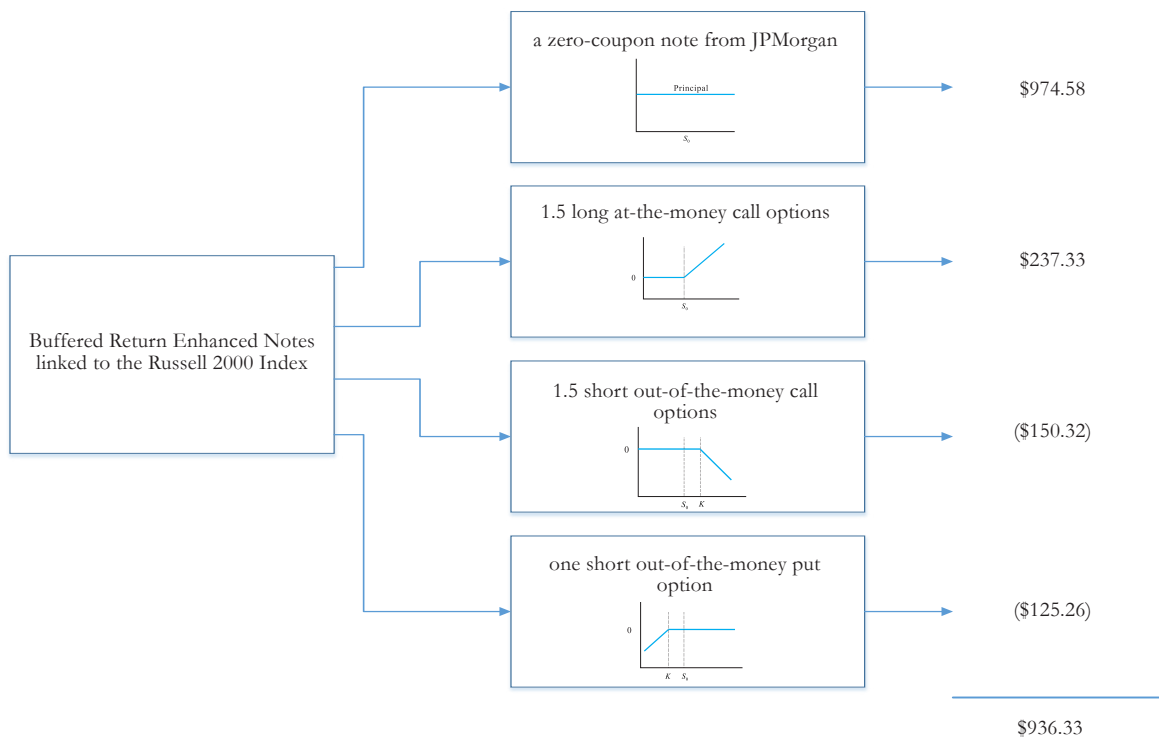 a zero-coupon note from JPMorgan
Principal
S₀
$974.58
1.5 long at-the-money call options
0
S₀
$237.33
Buffered Return Enhanced Notes
linked to the Russell 2000 Index
1.5 short out-of-the-money call
options
0
S₀ K
($150.32)
one short out-of-the-money put
option
0
K S₀
($125.26)
$936.33